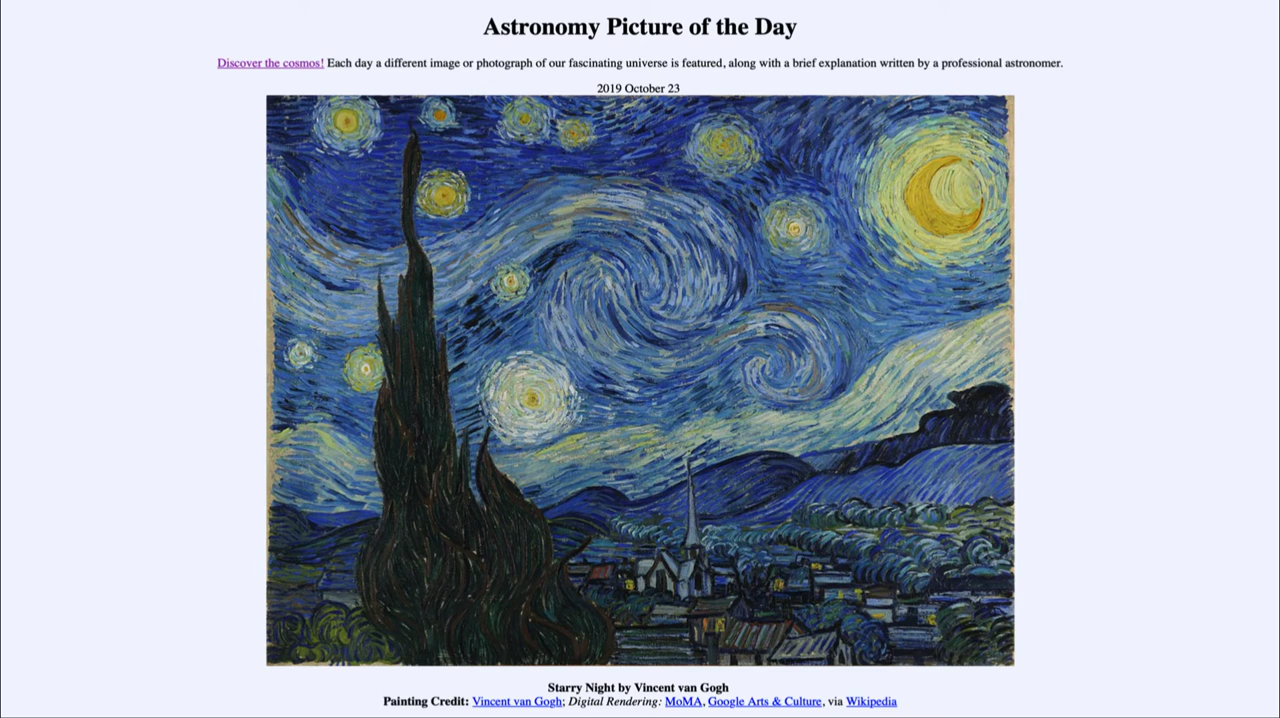 Astronomy Picture of the Day
Discover the cosmos! Each day a different image or photograph of our fascinating universe is featured, along with a brief explanation written by a professional astronomer.
2019 October 23
Starry Night by Vincent van Gogh
Painting Credit: Vincent van Gogh; Digital Rendering: MoMA, Google Arts & Culture, via Wikipedia